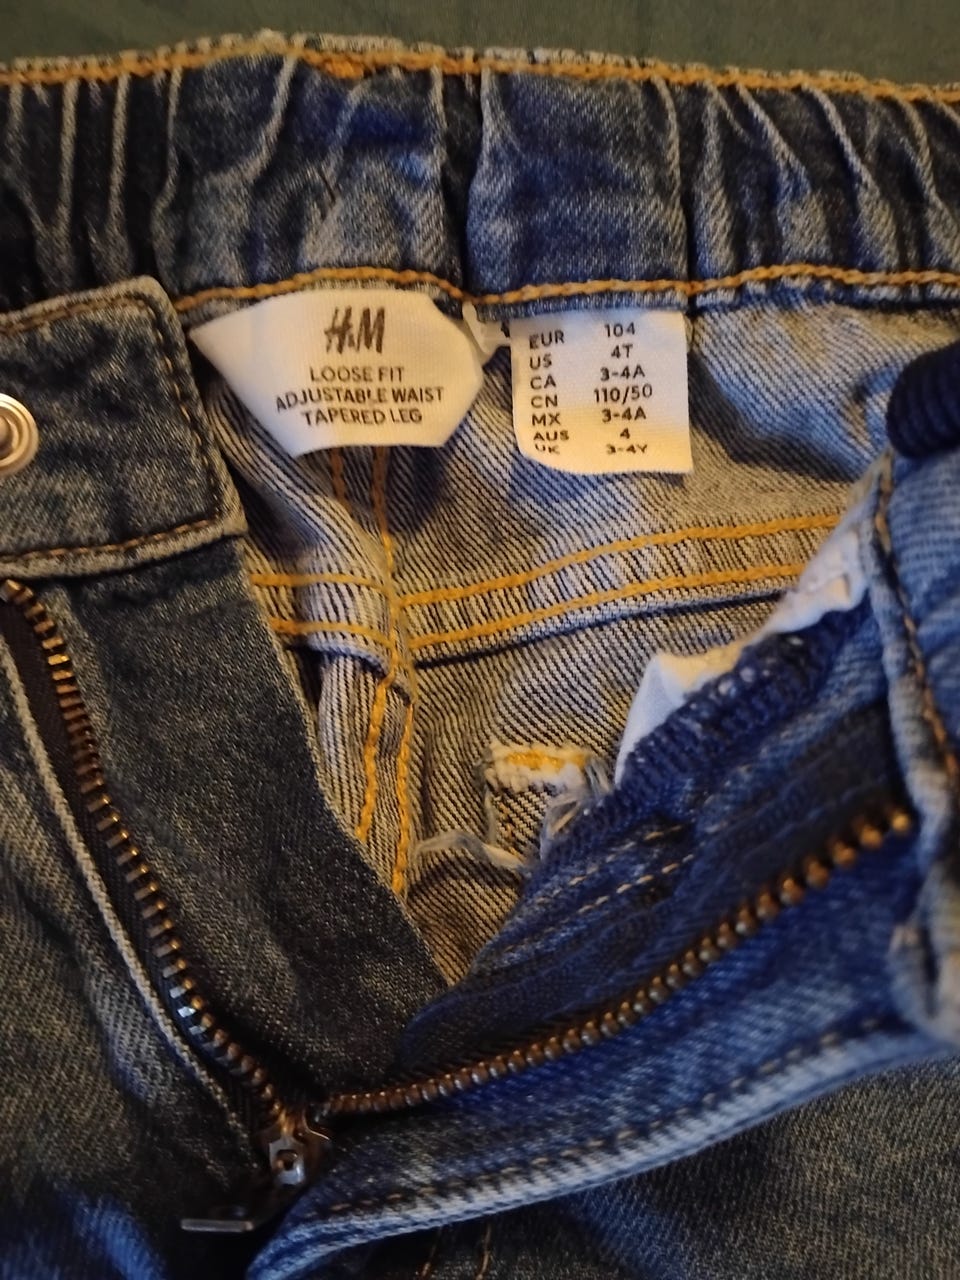 H&M
LOOSE FIT
ADJUSTABLE WAIST
TAPERED LEG
EUR 104
US 4T
CA 3-4A
CN 110/50
MX 3-4A
AUS 4
UK 3-4Y